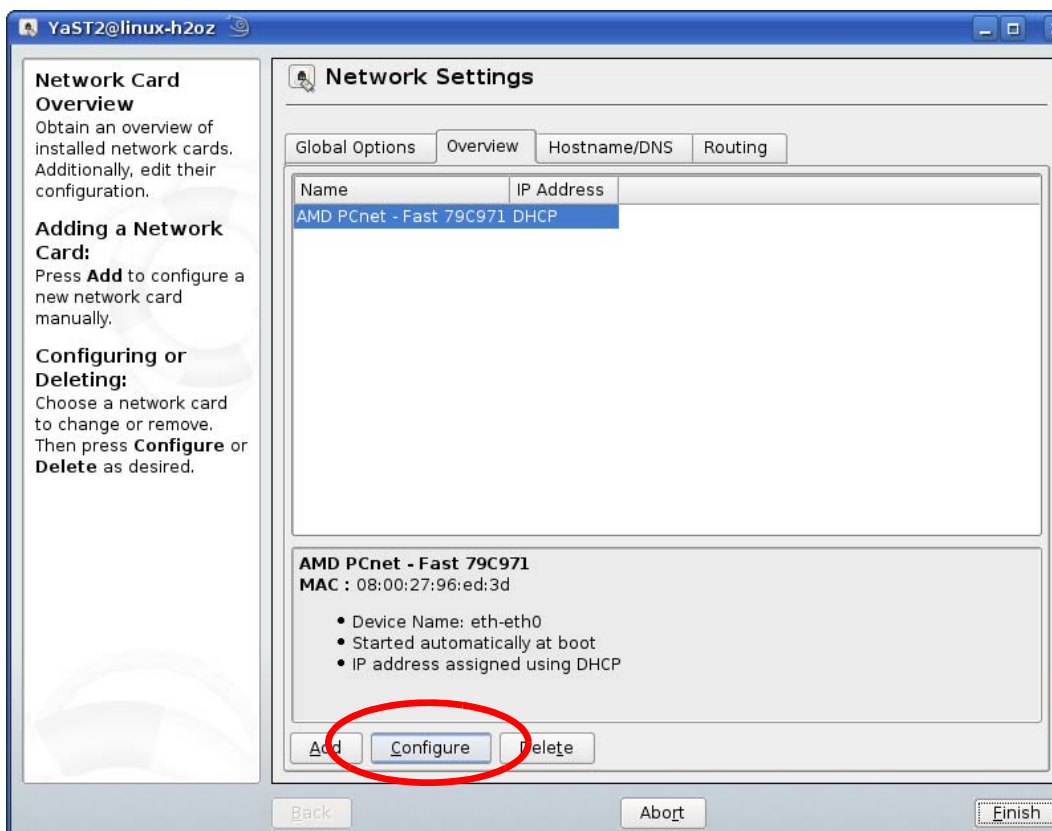 YaST2@linux-h2oz
Network Card
Overview
Obtain an overview of
installed network cards.
Additionally, edit their
configuration.
Adding a Network
Card:
Press Add to configure a
new network card
manually.
Configuring or
Deleting:
Choose a network card
to change or remove.
Then press Configure or
Delete as desired.
Network Settings
Global Options Overview Hostname/DNS Routing
Name IP Address
AMD PCnet - Fast 79C971 DHCP
AMD PCnet - Fast 79C971
MAC : 08:00:27:96:ed:3d
• Device Name: eth-eth0
• Started automatically at boot
• IP address assigned using DHCP
Add Configure Delete
Back Abort Finish